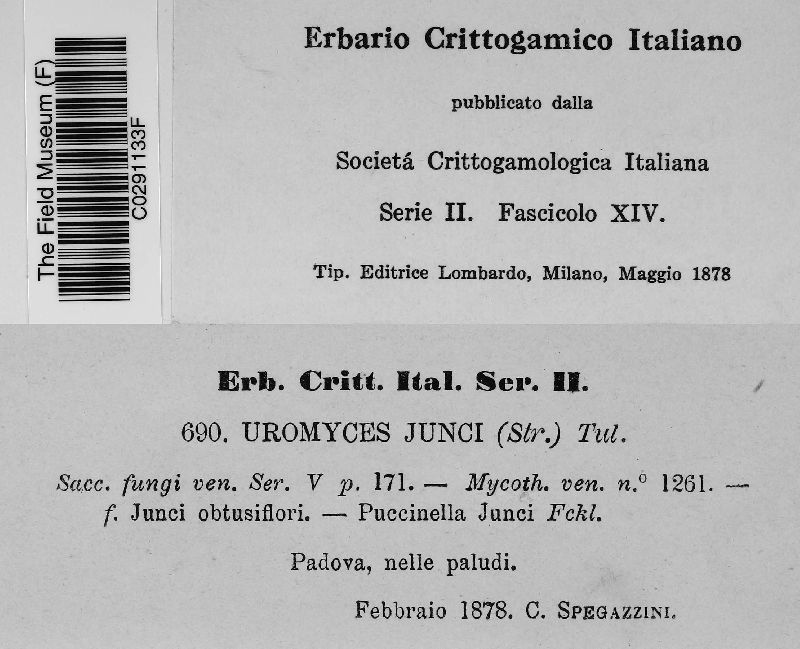 The Field Museum (F)
C0291133F
Erbario Crittogamico Italiano
pubblicato dalla
Societá Crittogamologica Italiana
Serie II. Fascicolo XIV.
Tip. Editrice Lombardo, Milano, Maggio 1878
Erb. Critt. Ital. Ser. II.
690. UROMYCES JUNCI (Str.) Tul.
Sacc. fungi ven. Ser. V p. 171. — Mycoth. ven. n.º 1261. —
f. Junci obtusiflori. — Puccinella Junci Fckl.
Padova, nelle paludi.
Febbraio 1878. C. SPEGAZZINI.